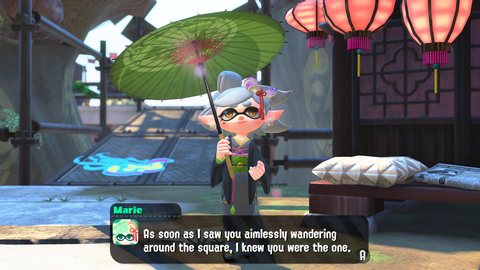 Marie
As soon as I saw you aimlessly wandering
around the square, I knew you were the one.